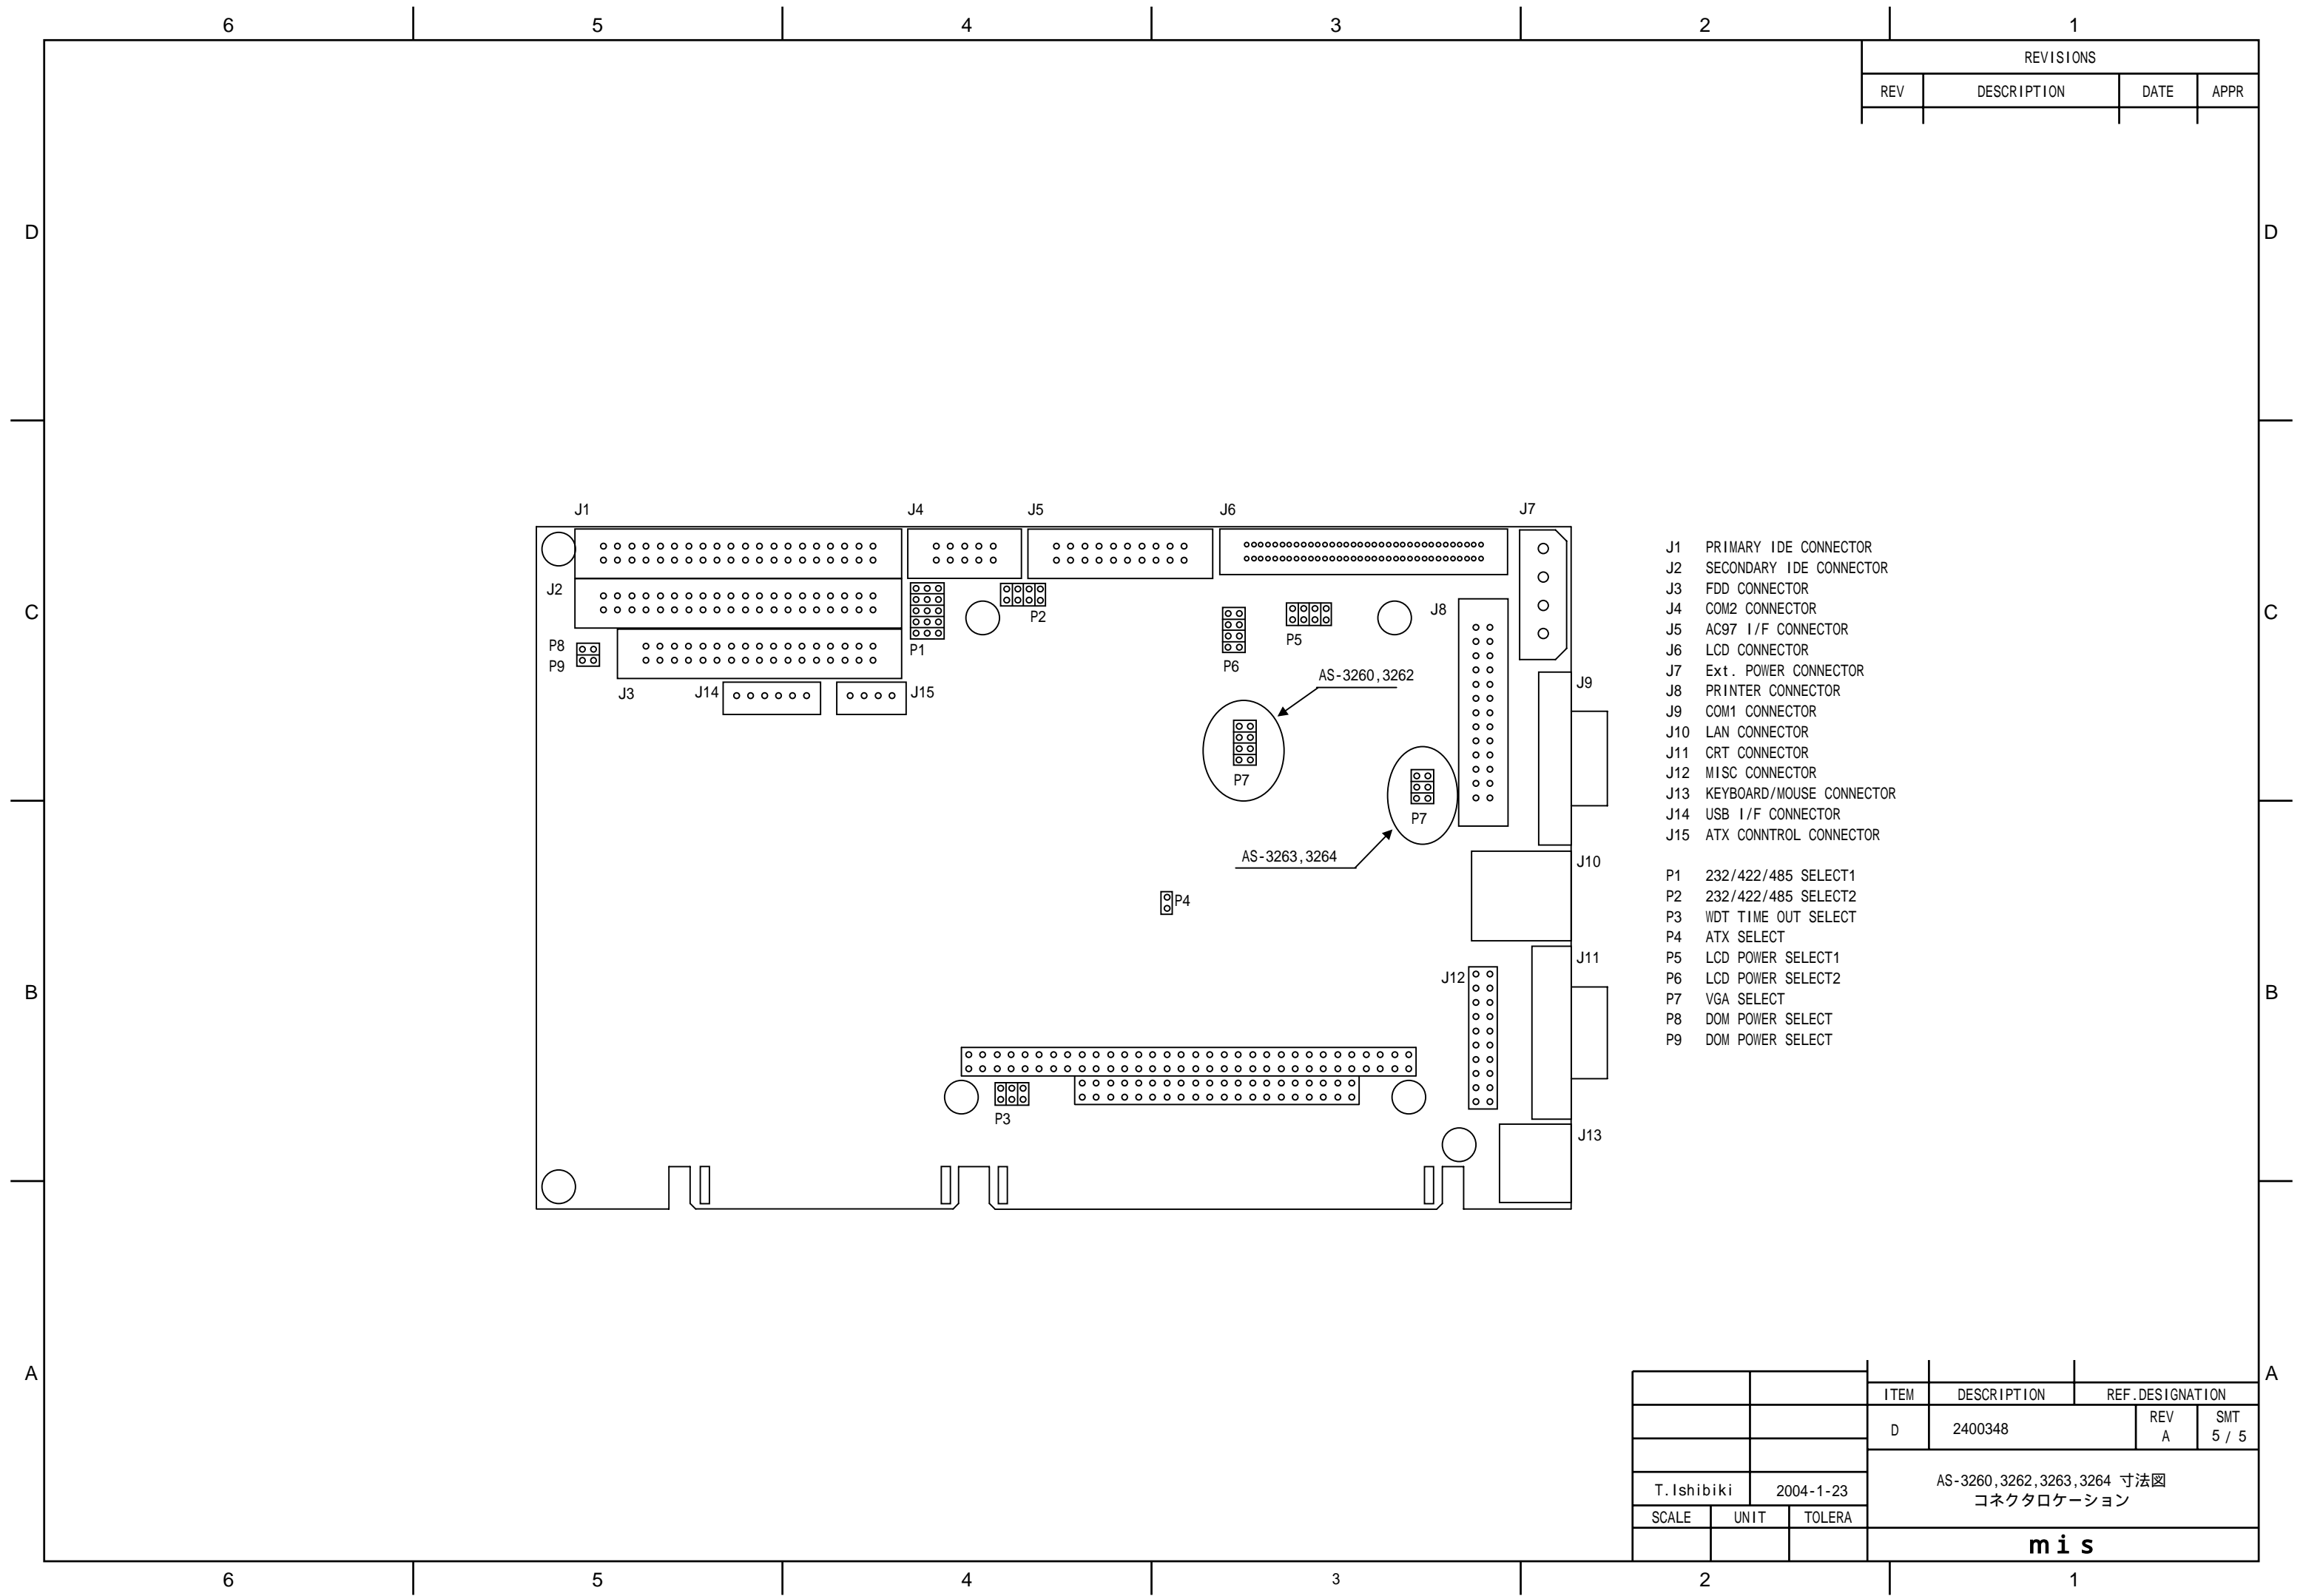 6 5 4 3 2 1
REVISIONS
REV DESCRIPTION DATE APPR
D D
J1 J4 J5 J6 J7
J2
C C
P2
J8
P8
P1
P5
P9
P6
J3 J14 J15
AS-3260,3262
J9
P7
P7
AS-3263,3264
J10
P4
J11
J12
B B
P3
J13
J1 PRIMARY IDE CONNECTOR
J2 SECONDARY IDE CONNECTOR
J3 FDD CONNECTOR
J4 COM2 CONNECTOR
J5 AC97 I/F CONNECTOR
J6 LCD CONNECTOR
J7 Ext. POWER CONNECTOR
J8 PRINTER CONNECTOR
J9 COM1 CONNECTOR
J10 LAN CONNECTOR
J11 CRT CONNECTOR
J12 MISC CONNECTOR
J13 KEYBOARD/MOUSE CONNECTOR
J14 USB I/F CONNECTOR
J15 ATX CONNTROL CONNECTOR
P1 232/422/485 SELECT1
P2 232/422/485 SELECT2
P3 WDT TIME OUT SELECT
P4 ATX SELECT
P5 LCD POWER SELECT1
P6 LCD POWER SELECT2
P7 VGA SELECT
P8 DOM POWER SELECT
P9 DOM POWER SELECT
A A
ITEM DESCRIPTION REF.DESIGNATION
D 2400348 REV A SMT 5 / 5
T.Ishibiki 2004-1-23
AS-3260,3262,3263,3264 寸法図
コネクタロケーション
SCALE UNIT TOLERA
mis
6 5 4 3 2 1